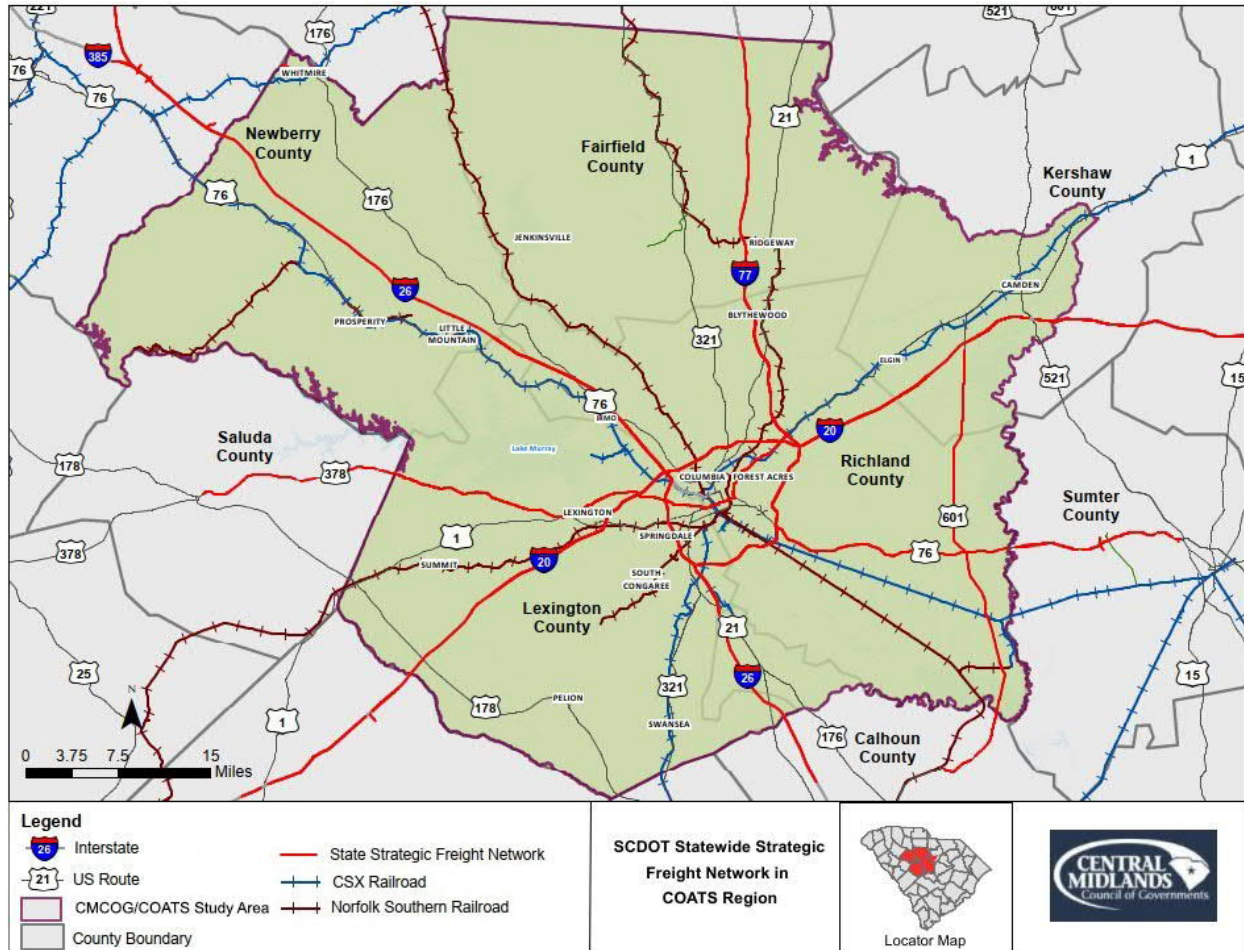 221
176
521
601
385
76
WHITMIRE
76
Newberry
County
Fairfield
County
21
Kershaw
County
1
76
176
JENKINSVILLE
RIDGEWAY
77
26
CAMDEN
BLYTHEWOOD
PROSPERITY
LITTLE
MOUNTAIN
321
ELGIN
521
15
76
IRMO
20
Saluda
County
Lake Murray
Richland
County
178
378
COLUMBIA
FOREST ACRES
Sumter
County
LEXINGTON
601
1
SPRINGDALE
378
76
SUMMIT
20
SOUTH
CONGAREE
Lexington
County
21
25
N
321
26
15
1
178
PELION
SWANSEA
176
Calhoun
County
0 3.75 7.5 15
Miles
Legend
26 Interstate
21 US Route
CMCOG/COATS Study Area
County Boundary
State Strategic Freight Network
CSX Railroad
Norfolk Southern Railroad
SCDOT Statewide Strategic
Freight Network in
COATS Region
Locator Map
CENTRAL
MIDLANDS
Council of Governments